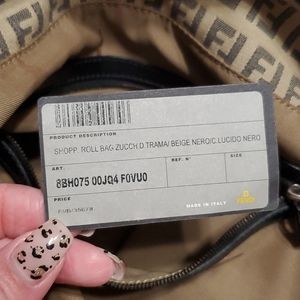 PRODUCT DESCRIPTION
SHOPP. ROLL BAG ZUCCH.D.TRAMA/ BEIGE NERO/C.LUCIDO NERO
ART. REF. N° SIZE
8BH075 00JQ4 F0VU0
PRICE
MADE IN ITALY
FENDI